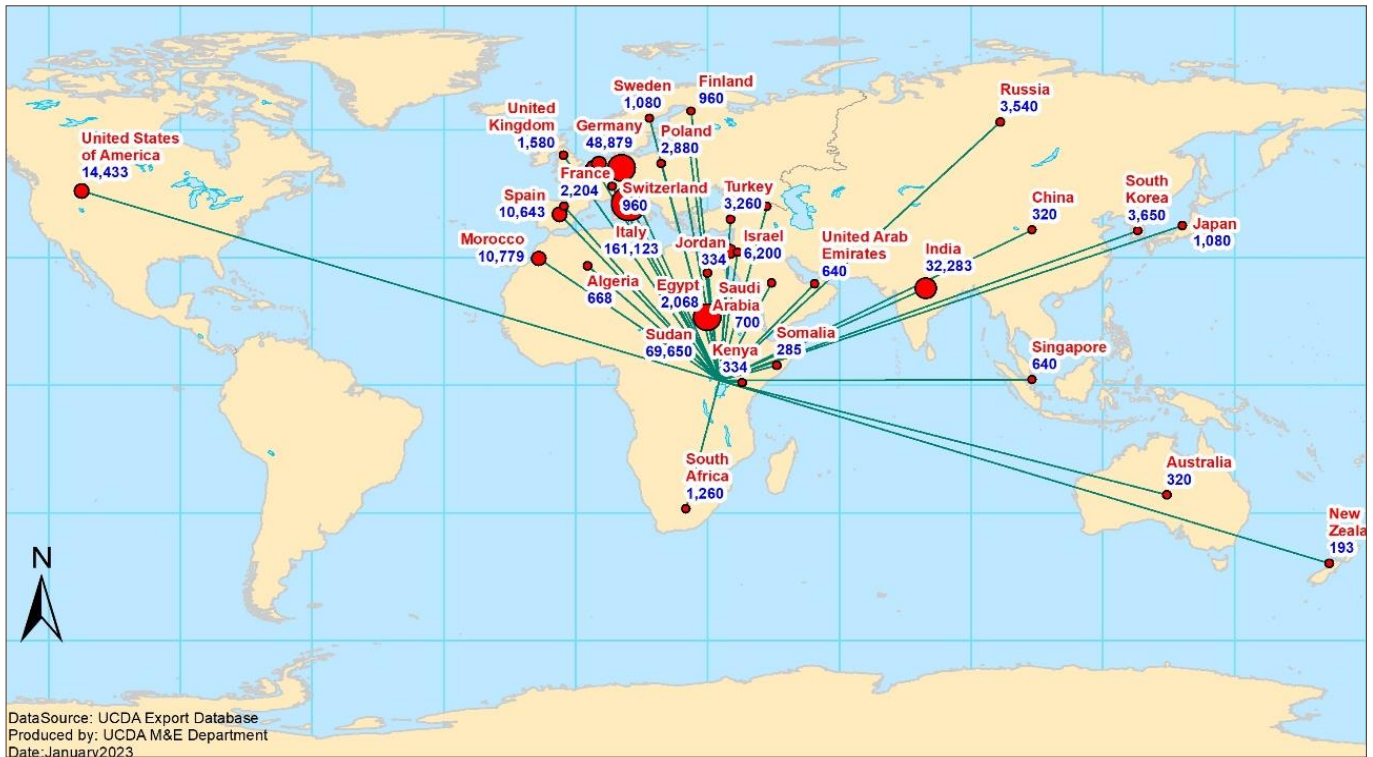 Sweden
1,080
Finland
960
Russia
3,540
United
Kingdom
1,580
Germany
48,879
Poland
2,880
United States
of America
14,433
France
2,204
Switzerland
960
Spain
10,643
Turkey
3,260
China
320
South
Korea
3,650
Japan
1,080
Morocco
10,779
Italy
161,123
Jordan
334
Israel
6,200
United Arab
Emirates
640
India
32,283
Algeria
668
Egypt
2,068
Saudi
Arabia
700
Sudan
69,650
Kenya
334
Somalia
285
Singapore
640
South
Africa
1,260
Australia
320
New
Zeala
193
N
DataSource: UCDA Export Database
Produced by: UCDA M&E Department
Date:January2023